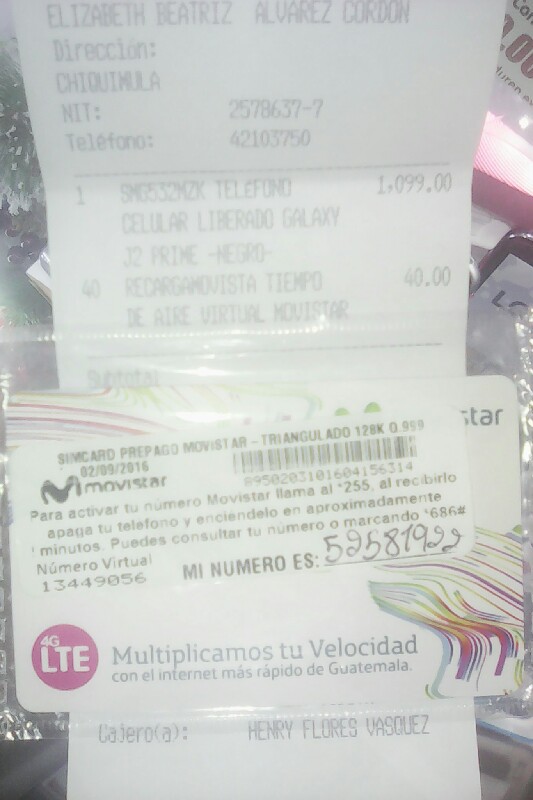 ELIZABETH BEATRIZ ALVAREZ CORDON
Dirección:
CHIQUIMULA
NIT: 2578637-7
Teléfono: 42103750
1 SMG532MZK TELEFONO 1,099.00
CELULAR LIBERADO GALAXY
J2 PRIME -NEGRO-
40 RECARGAMOVISTA TIEMPO 40.00
DE AIRE VIRTUAL MOVISTAR
Subtotal
star
SIMCARD PREPAGO MOVISTAR - TRIANGULADO 128K 0.999
02/09/2016
movistar
8950203101604156314
Para activar tu número Movistar llama al *255, al recibirlo
apaga tu telefono y enciendelo en aproximadamente
minutos. Puedes consultar tu número o marcando *686#
Número Virtual
13449056
MI NUMERO ES: 52581922
4G
LTE
Multiplicamos tu Velocidad
con el internet más rápido de Guatemala.
Cajero(a): HENRY FLORES VASQUEZ